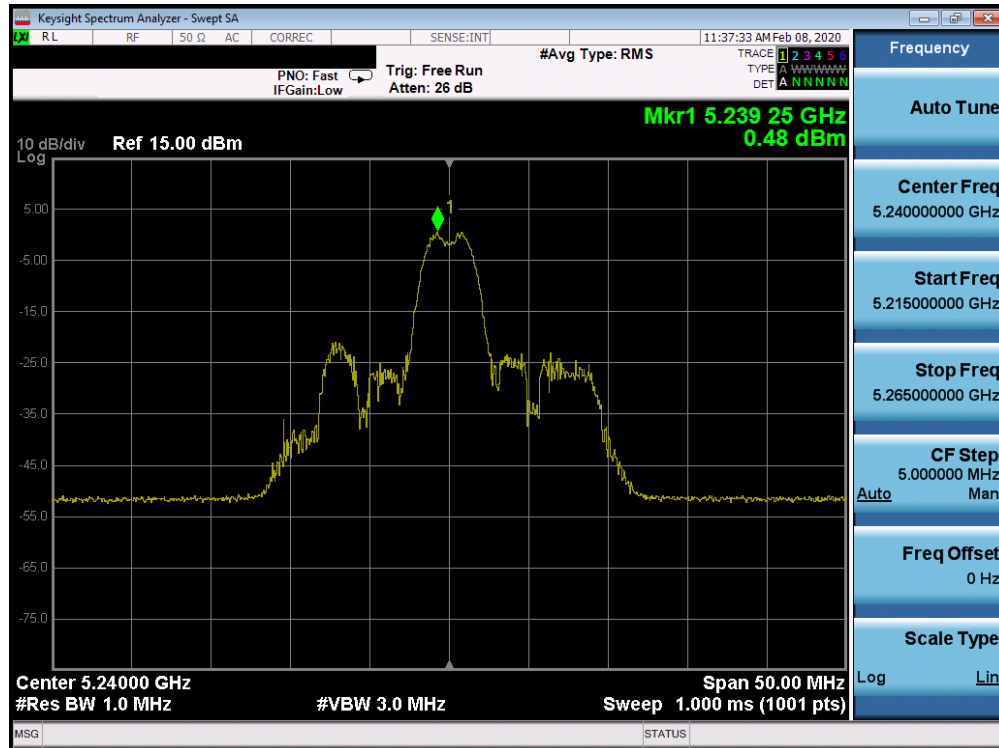 Keysight Spectrum Analyzer - Swept SA
LXI RL RF 50 Ω AC CORREC SENSE:INT 11:37:33 AM Feb 08, 2020
PNO: Fast
IFGain:Low
Trig: Free Run
Atten: 26 dB
#Avg Type: RMS
TRACE 1 2 3 4 5 6
TYPE A WWWWW
DET A N N N N N
Mkr1 5.239 25 GHz
0.48 dBm
10 dB/div Ref 15.00 dBm
Log
1
5.00
-5.00
-15.0
-25.0
-35.0
-45.0
-55.0
-65.0
-75.0
Center 5.24000 GHz
Span 50.00 MHz
#Res BW 1.0 MHz
#VBW 3.0 MHz
Sweep 1.000 ms (1001 pts)
MSG
STATUS
Frequency
Auto Tune
Center Freq
5.240000000 GHz
Start Freq
5.215000000 GHz
Stop Freq
5.265000000 GHz
CF Step
5.000000 MHz
Auto Man
Freq Offset
0 Hz
Scale Type
Log Lin